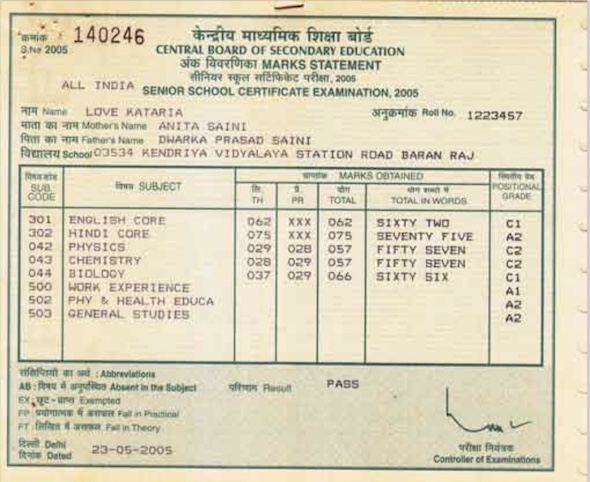 क्रमांक
S.No 2005 140246
केन्द्रीय माध्यमिक शिक्षा बोर्ड
CENTRAL BOARD OF SECONDARY EDUCATION
अंक विवरणिका MARKS STATEMENT
सीनियर स्कूल सर्टिफिकेट परीक्षा, 2005
ALL INDIA SENIOR SCHOOL CERTIFICATE EXAMINATION, 2005
नाम Name LOVE KATARIA अनुक्रमांक Roll No. 1223457
माता का नाम Mother's Name ANITA SAINI
पिता का नाम Father's Name DWARKA PRASAD SAINI
विद्यालय School 03534 KENDRIYA VIDYALAYA STATION ROAD BARAN RAJ
विषय कोड SUB. CODE विषय SUBJECT प्राप्तांक MARKS OBTAINED स्थितीय ग्रेड POSITIONAL GRADE
लि. TH प्रै. PR योग TOTAL योग शब्दों में TOTAL IN WORDS
301 ENGLISH CORE 062 XXX 062 SIXTY TWO C1
302 HINDI CORE 075 XXX 075 SEVENTY FIVE A2
042 PHYSICS 029 028 057 FIFTY SEVEN C2
043 CHEMISTRY 028 029 057 FIFTY SEVEN C2
044 BIOLOGY 037 029 066 SIXTY SIX C1
500 WORK EXPERIENCE A1
502 PHY & HEALTH EDUCA A2
503 GENERAL STUDIES A2
संक्षिप्तियों का अर्थ : Abbreviations
AB : विषय में अनुपस्थित Absent in the Subject परिणाम Result PASS
EX : छूट - प्राप्त Exempted
FP : प्रयोगात्मक में असफल Fail in Practical
FT : लिखित में असफल Fail in Theory
दिल्ली Delhi
दिनांक Dated 23-05-2005
परीक्षा नियंत्रक
Controller of Examinations